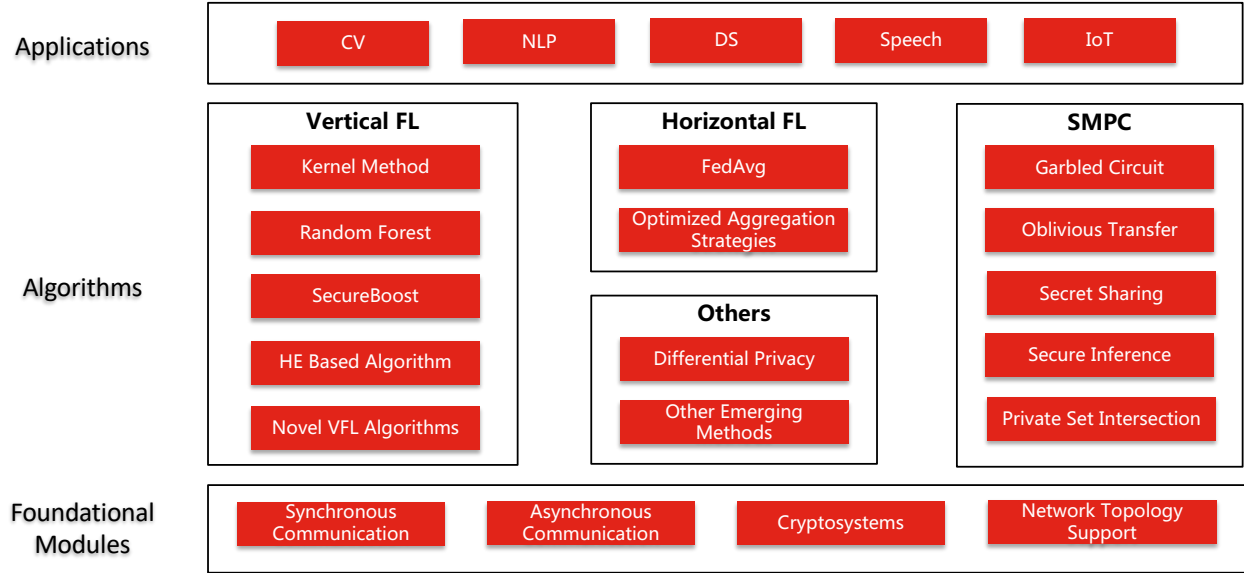 Applications
CV
NLP
DS
Speech
IoT
Algorithms
Vertical FL
Kernel Method
Random Forest
SecureBoost
HE Based Algorithm
Novel VFL Algorithms
Horizontal FL
FedAvg
Optimized Aggregation
Strategies
Others
Differential Privacy
Other Emerging
Methods
SMPC
Garbled Circuit
Oblivious Transfer
Secret Sharing
Secure Inference
Private Set Intersection
Foundational
Modules
Synchronous
Communication
Asynchronous
Communication
Cryptosystems
Network Topology
Support